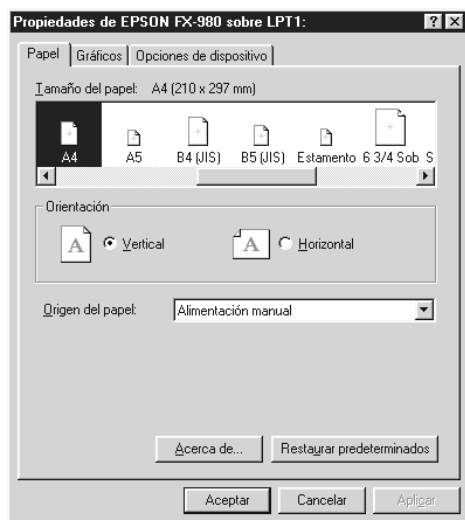 Propiedades de EPSON FX-980 sobre LPT1:
Papel Gráficos Opciones de dispositivo
Tamaño del papel: A4 (210 x 297 mm)
A4 A5 B4 (JIS) B5 (JIS) Estamento 6 3/4 Sob S
Orientación
A Vertical A Horizontal
Origen del papel: Alimentación manual
Acerca de... Restaurar predeterminados
Aceptar Cancelar Aplicar